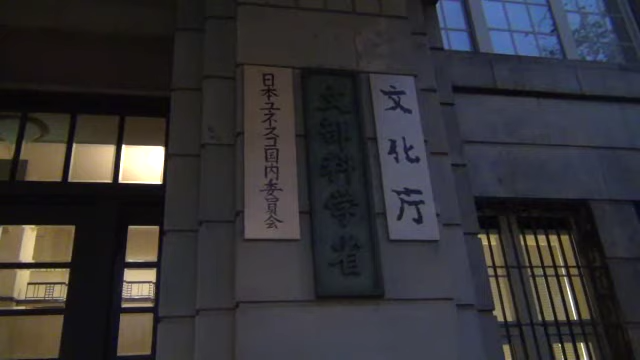 文化庁
文部科学省
日本ユネスコ国内委員会